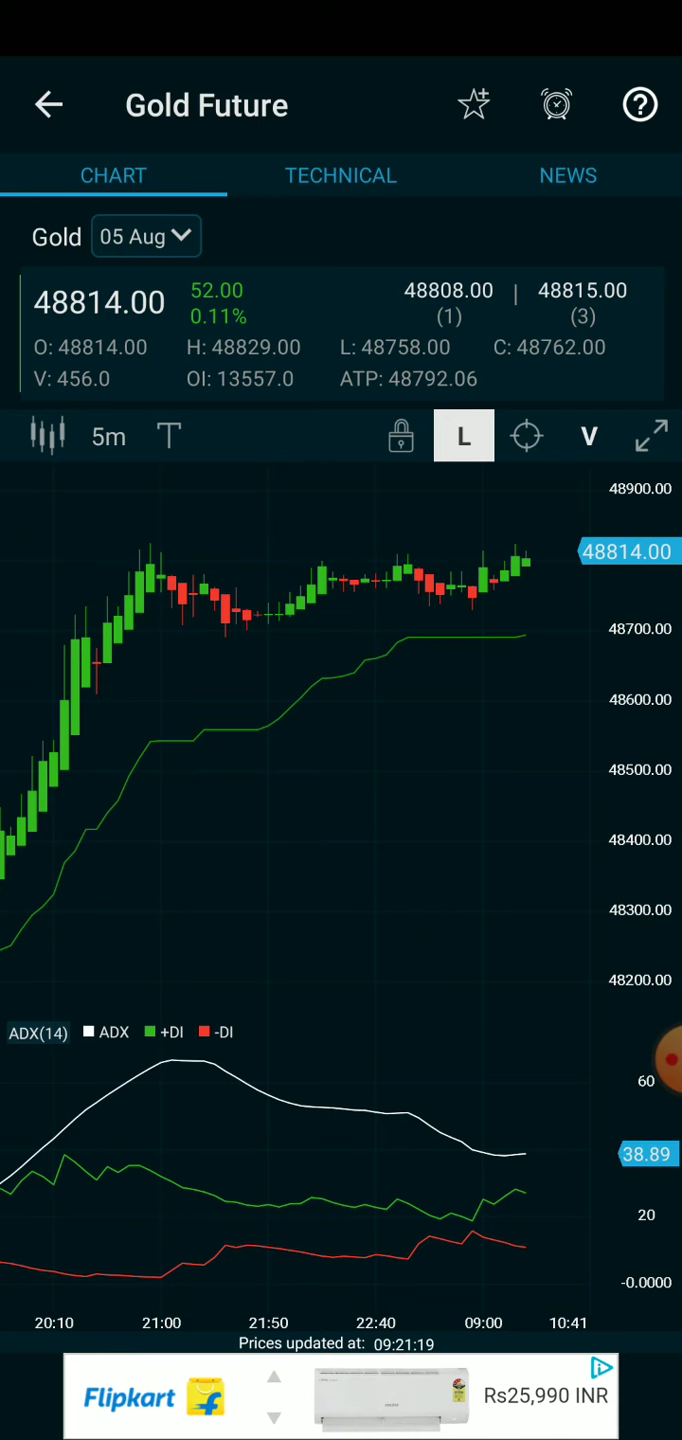 Gold Future
CHART TECHNICAL NEWS
Gold 05 Aug
48814.00 52.00 0.11% 48808.00 (1) | 48815.00 (3)
O: 48814.00 H: 48829.00 L: 48758.00 C: 48762.00
V: 456.0 OI: 13557.0 ATP: 48792.06
5m T L V
48900.00
48814.00
48700.00
48600.00
48500.00
48400.00
48300.00
48200.00
ADX(14) ADX +DI -DI
60
38.89
20
-0.0000
20:10 21:00 21:50 22:40 09:00 10:41
Prices updated at: 09:21:19
Flipkart Rs25,990 INR